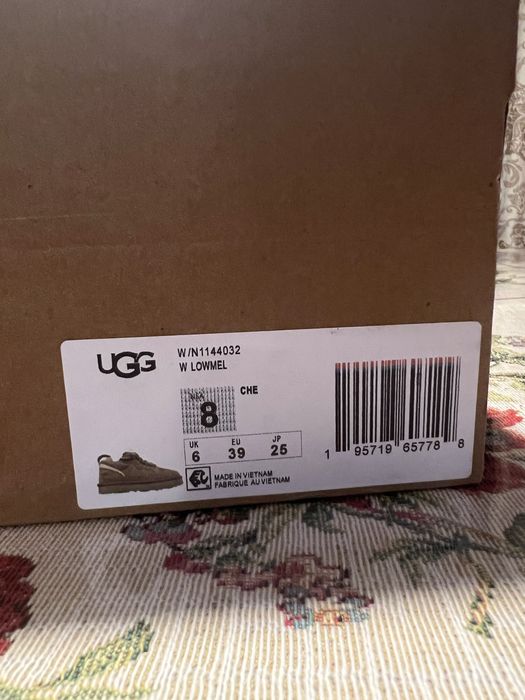 UGG
W/N1144032
W LOWMEL
USA
8
CHE
UK EU JP
6 39 25
MADE IN VIETNAM
FABRIQUE AU VIETNAM
1 95719 65778 8